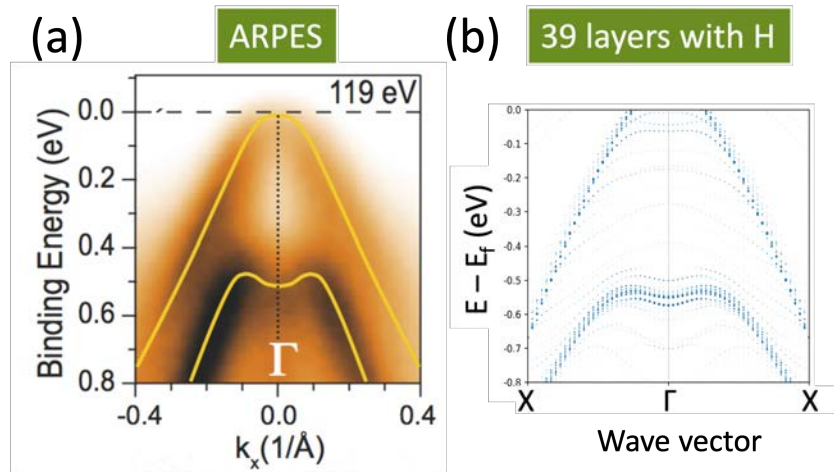 (a)
ARPES
119 eV
Binding Energy (eV)
0.0
0.2
0.4
0.6
0.8
Γ
-0.4
0.0
0.4
kₓ(1/Å)
(b)
39 layers with H
E – E_f (eV)
0.0
-0.1
-0.2
-0.3
-0.4
-0.5
-0.6
-0.7
-0.8
X
Γ
X
Wave vector